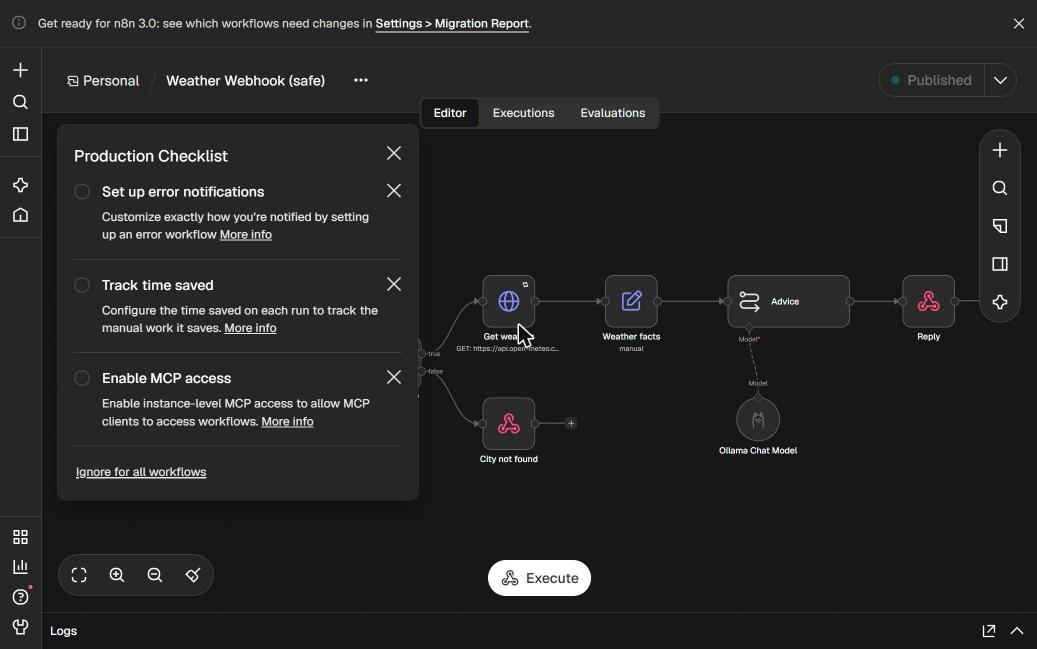 Get ready for n8n 3.0: see which workflows need changes in Settings > Migration Report.
Personal / Weather Webhook (safe)
Published
Editor Executions Evaluations
Production Checklist
Set up error notifications
Customize exactly how you're notified by setting
up an error workflow More info
Track time saved
Configure the time saved on each run to track the
manual work it saves. More info
Enable MCP access
Enable instance-level MCP access to allow MCP
clients to access workflows. More info
Ignore for all workflows
true
false
GET: https://api.open-meteo.c...
Weather facts
manual
Advice
Model*
Model
Ollama Chat Model
Reply
City not found
Execute
Logs